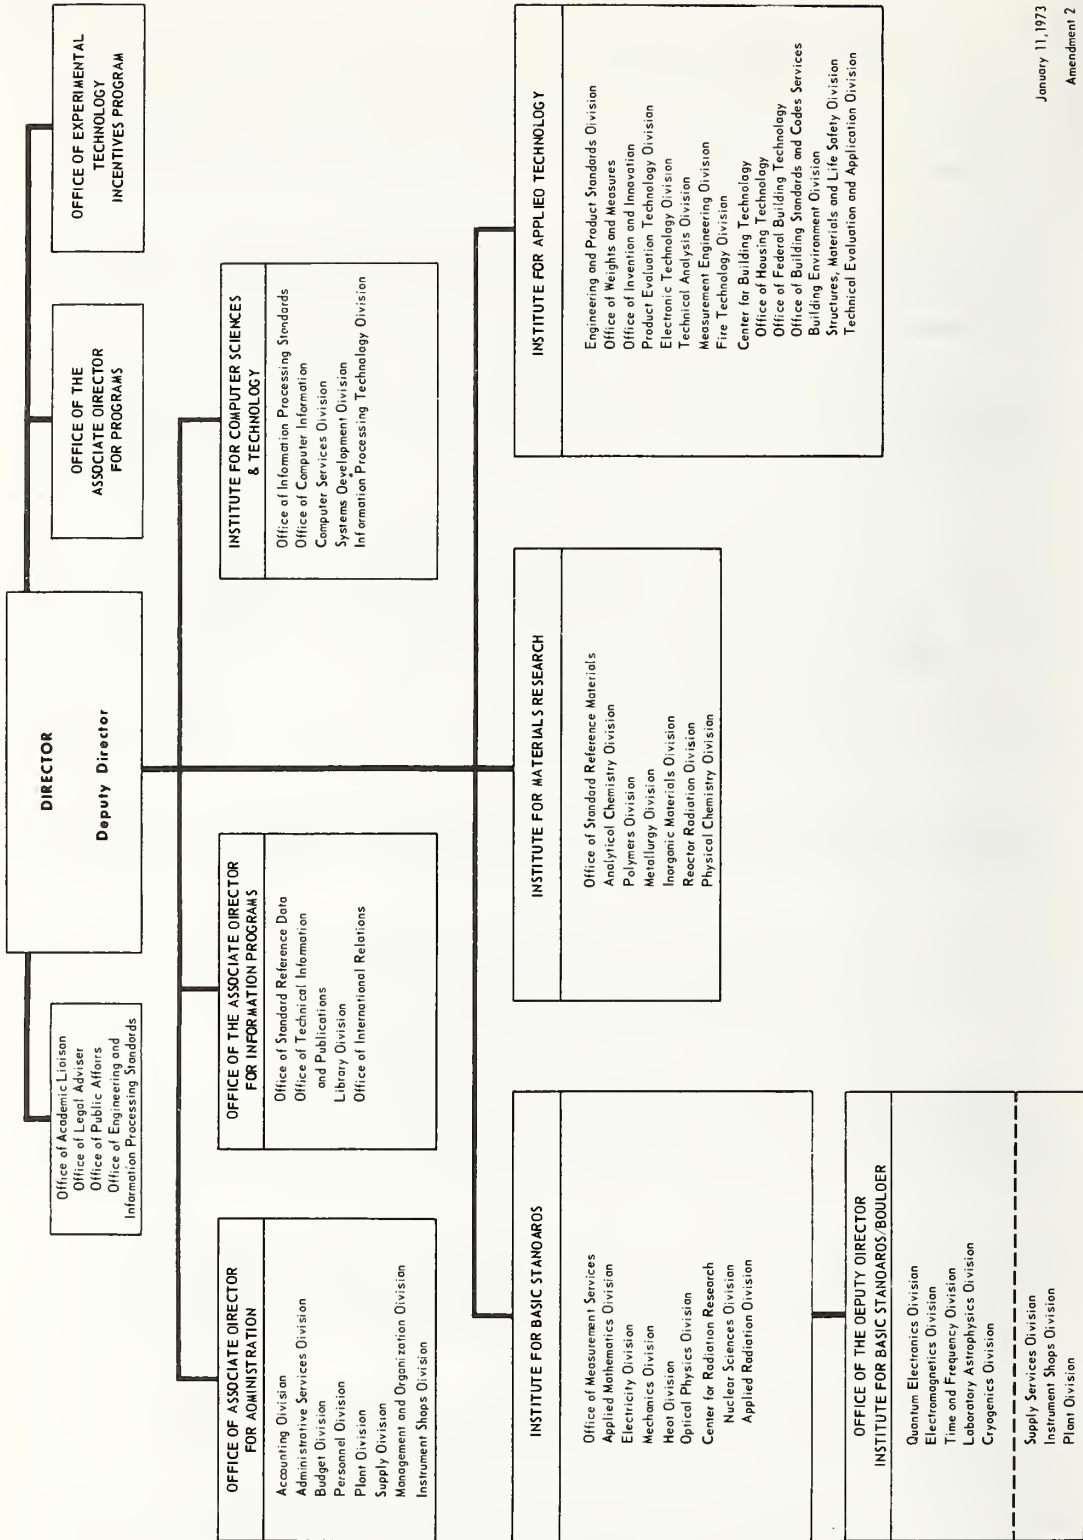 DIRECTOR
Deputy Director
Office of Academic Lioisan
Office of Legal Adviser
Office of Public Affairs
Office of Engineering and
Information Processing Standards
OFFICE OF THE
ASSOCIATE DIRECTOR
FOR PROGRAMS
OFFICE OF EXPERIMENTAL
TECHNOLOGY
INCENTIVES PROGRAM
OFFICE OF ASSOCIATE DIRECTOR
FOR ADMINISTRATION
Accounting Division
Administrative Services Division
Budget Division
Personnel Division
Plant Division
Supply Division
Management and Organization Division
Instrument Shops Division
OFFICE OF THE ASSOCIATE DIRECTOR
FOR INFORMATION PROGRAMS
Office of Standard Reference Data
Office of Technical Information
and Publications
Library Division
Office of International Relations
INSTITUTE FOR COMPUTER SCIENCES
& TECHNOLOGY
Office of Information Processing Standards
Office of Computer Information
Computer Services Division
Systems Development Division
Information Processing Technology Division
INSTITUTE FOR BASIC STANDARDS
Office of Measurement Services
Applied Mathematics Division
Electricity Division
Mechanics Division
Heat Division
Optical Physics Division
Center for Radiation Research
Nuclear Sciences Division
Applied Radiation Division
OFFICE OF THE DEPUTY DIRECTOR
INSTITUTE FOR BASIC STANDARDS/BOULDER
Quantum Electronics Division
Electromagnetics Division
Time and Frequency Division
Laboratory Astrophysics Division
Cryogenics Division
Supply Services Division
Instrument Shops Division
Plant Division
INSTITUTE FOR MATERIALS RESEARCH
Office of Standard Reference Materials
Analytical Chemistry Division
Polymers Division
Metallurgy Division
Inorganic Materials Division
Reactor Radiation Division
Physical Chemistry Division
INSTITUTE FOR APPLIED TECHNOLOGY
Engineering and Product Standards Division
Office of Weights and Measures
Office of Invention and Innovation
Product Evaluation Technology Division
Electronic Technology Division
Technical Analysis Division
Measurement Engineering Division
Fire Technology Division
Center for Building Technology
Office of Housing Technology
Office of Federal Building Technology
Office of Building Standards and Codes Services
Building Environment Division
Structures, Materials and Life Safety Division
Technical Evaluation and Application Division
January 11, 1973
Amendment 2